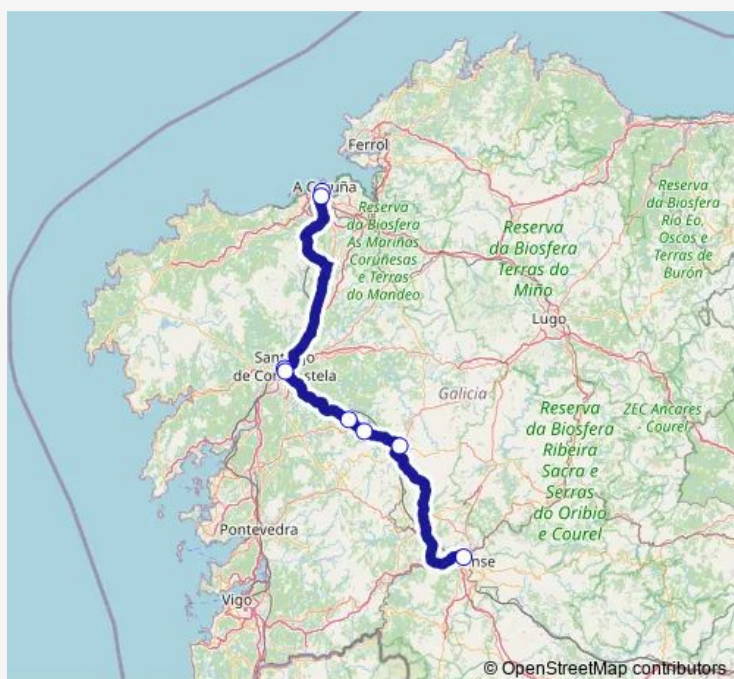 Ferrol
A Coruña
Reserva
da Biosfera
As Mariñas
Coruñesas
e Terras
do Mandeo
Reserva
da Biosfera
Terras do
Miño
Reserva
da Biosfera
Rio Eo,
Oscos e
Terras de
Burón
Lugo
de Compostela
Galicia
Reserva
da Biosfera
Ribeira
Sacra e
Serras
do Oribio
e Courel
ZEC Ancares
- Courel
Pontevedra
nse
Vigo
© OpenStreetMap contributors